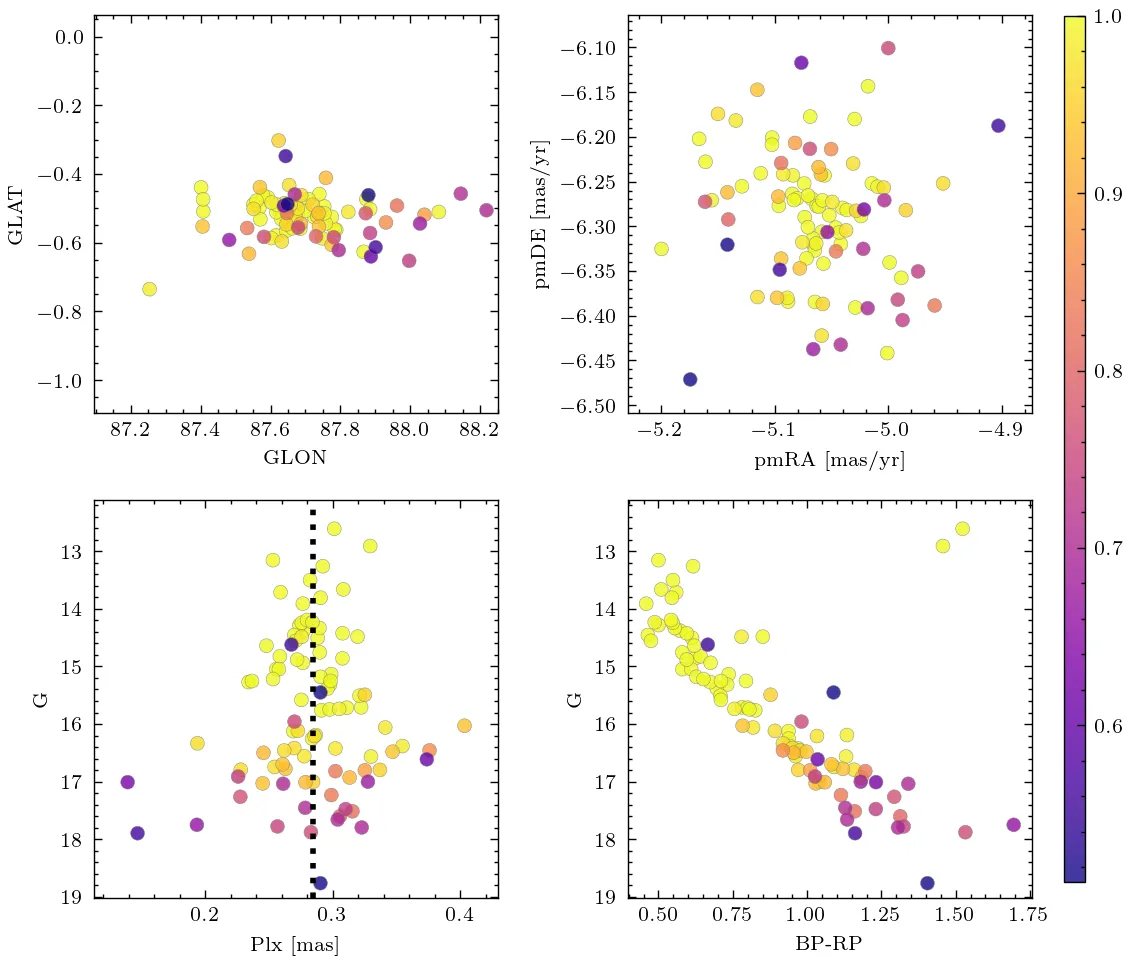 0.0
−0.2
−0.4
−0.6
−0.8
−1.0
GLAT
87.2 87.4 87.6 87.8 88.0 88.2
GLON
−6.10
−6.15
−6.20
−6.25
−6.30
−6.35
−6.40
−6.45
−6.50
pmDE [mas/yr]
−5.2 −5.1 −5.0 −4.9
pmRA [mas/yr]
13
14
15
16
17
18
19
G
0.2 0.3 0.4
Plx [mas]
13
14
15
16
17
18
19
G
0.50 0.75 1.00 1.25 1.50 1.75
BP-RP
1.0
0.9
0.8
0.7
0.6